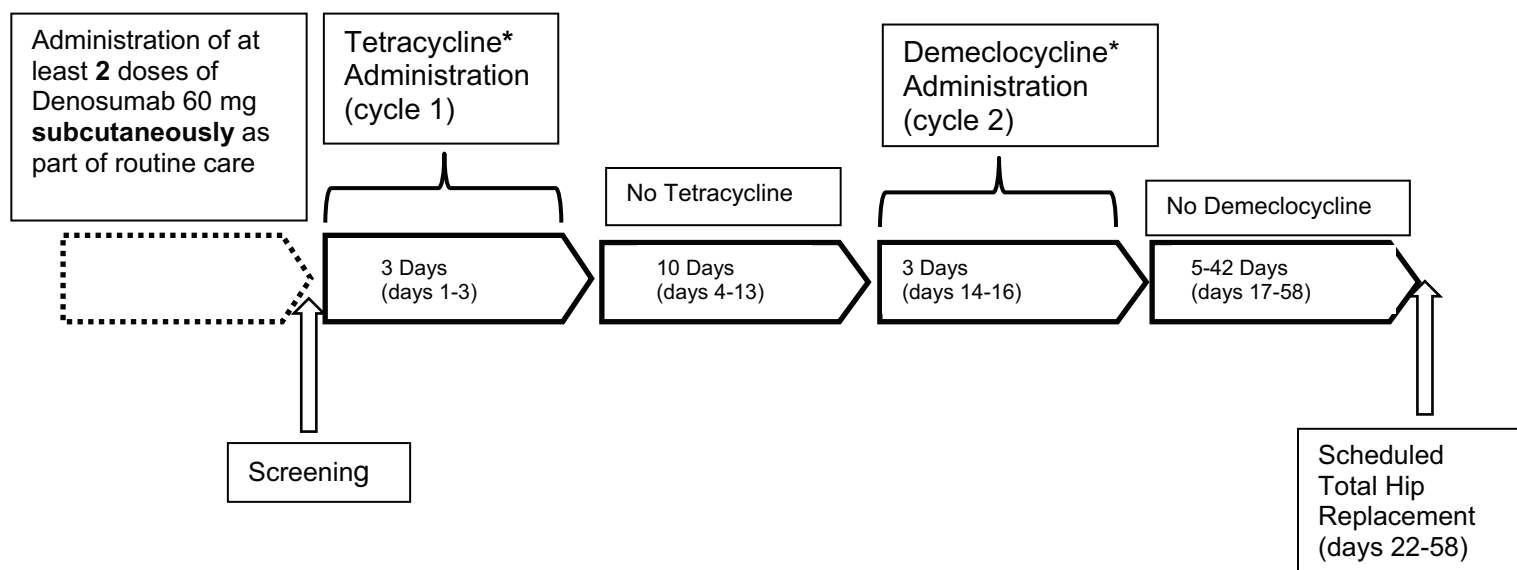 Administration of at
least 2 doses of
Denosumab 60 mg
subcutaneously as
part of routine care
Tetracycline*
Administration
(cycle 1)
No Tetracycline
Demeclocycline*
Administration
(cycle 2)
No Demeclocycline
3 Days
(days 1-3)
10 Days
(days 4-13)
3 Days
(days 14-16)
5-42 Days
(days 17-58)
Screening
Scheduled
Total Hip
Replacement
(days 22-58)